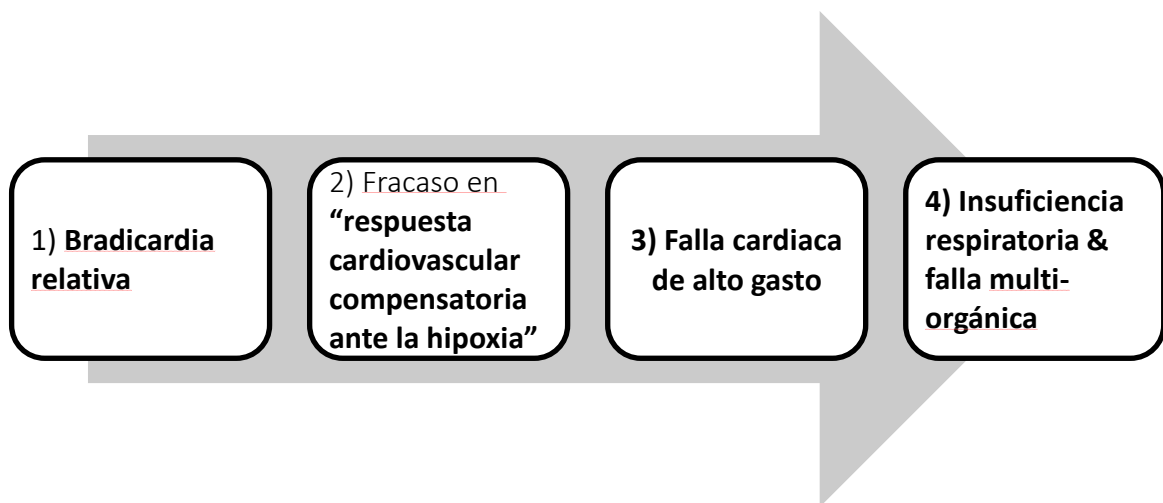 1) Bradicardia
relativa
2) Fracaso en
“respuesta
cardiovascular
compensatoria
ante la hipoxia”
3) Falla cardiaca
de alto gasto
4) Insuficiencia
respiratoria &
falla multi-
orgánica